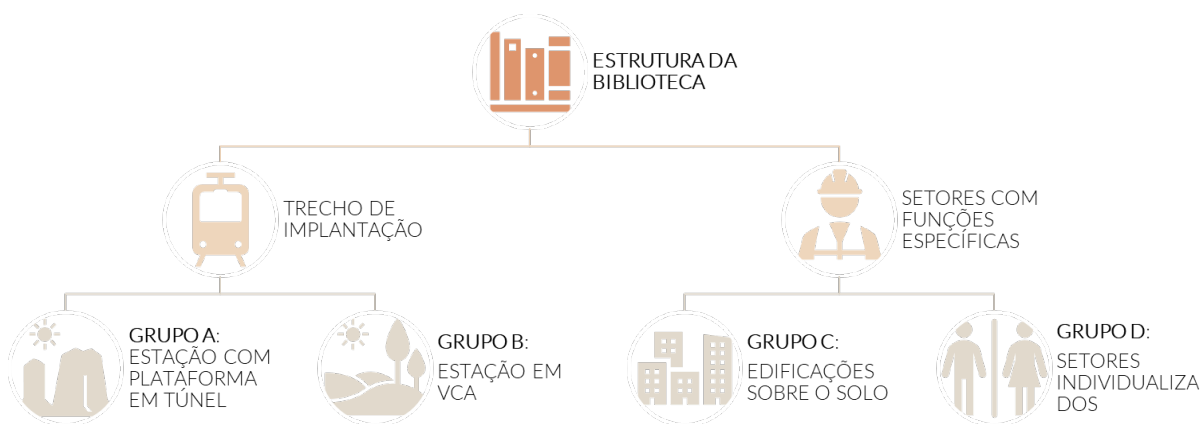 ESTRUTURA DA
BIBLIOTECA
TRECHO DE
IMPLANTAÇÃO
SETORES COM
FUNÇÕES
ESPECÍFICAS
GRUPO A:
ESTAÇÃO COM
PLATAFORMA
EM TÚNEL
GRUPO B:
ESTAÇÃO EM
VCA
GRUPO C:
EDIFICAÇÕES
SOBRE O SOLO
GRUPO D:
SETORES
INDIVIDUALIZA
DOS